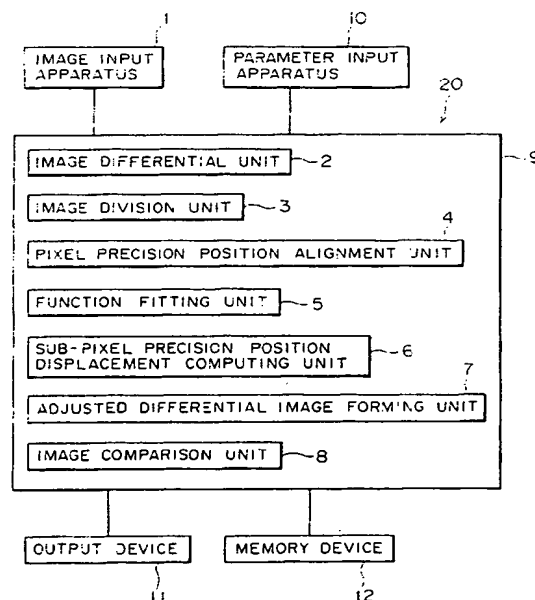 1
10
IMAGE INPUT
APPARATUS
PARAMETER INPUT
APPARATUS
20
9
IMAGE DIFFERENTIAL UNIT
2
IMAGE DIVISION UNIT
3
4
PIXEL PRECISION POSITION ALIGNMENT UNIT
FUNCTION FITTING UNIT
5
SUB-PIXEL PRECISION POSITION
DISPLACEMENT COMPUTING UNIT
6
7
ADJUSTED DIFFERENTIAL IMAGE FORMING UNIT
IMAGE COMPARISON UNIT
8
OUTPUT DEVICE
MEMORY DEVICE
11
12